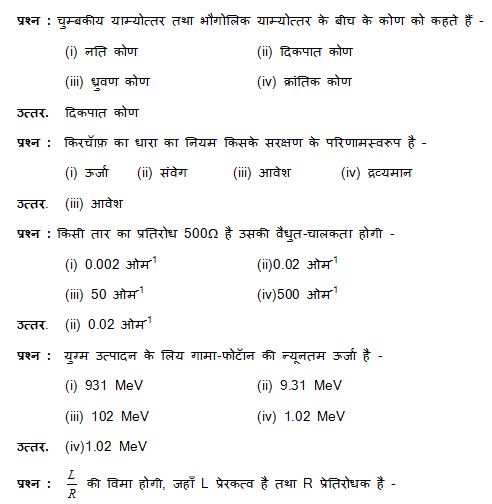 प्रश्न : चुम्बकीय याम्योत्तर तथा भौगोलिक याम्योत्तर के बीच के कोण को कहते हैं -
(i) नति कोण (ii) दिकपात कोण
(iii) ध्रुवण कोण (iv) क्रांतिक कोण
उत्तर. दिकपात कोण
प्रश्न : किरचॉफ़ का धारा का नियम किसके सरक्षण के परिणामस्वरुप है -
(i) ऊर्जा (ii) संवेग (iii) आवेश (iv) द्रव्यमान
उत्तर. (iii) आवेश
प्रश्न : किसी तार का प्रतिरोध 500Ω है उसकी वैधुत-चालकता होगी -
(i) 0.002 ओम⁻¹ (ii)0.02 ओम⁻¹
(iii) 50 ओम⁻¹ (iv)500 ओम⁻¹
उत्तर. (ii) 0.02 ओम⁻¹
प्रश्न : युग्म उत्पादन के लिय गामा-फोटॉन की न्यूनतम ऊर्जा है -
(i) 931 MeV (ii) 9.31 MeV
(iii) 102 MeV (iv) 1.02 MeV
उत्तर. (iv)1.02 MeV
प्रश्न : L/R की विमा होगी, जहाँ L प्रेरकत्व है तथा R प्रेतिरोधक है -